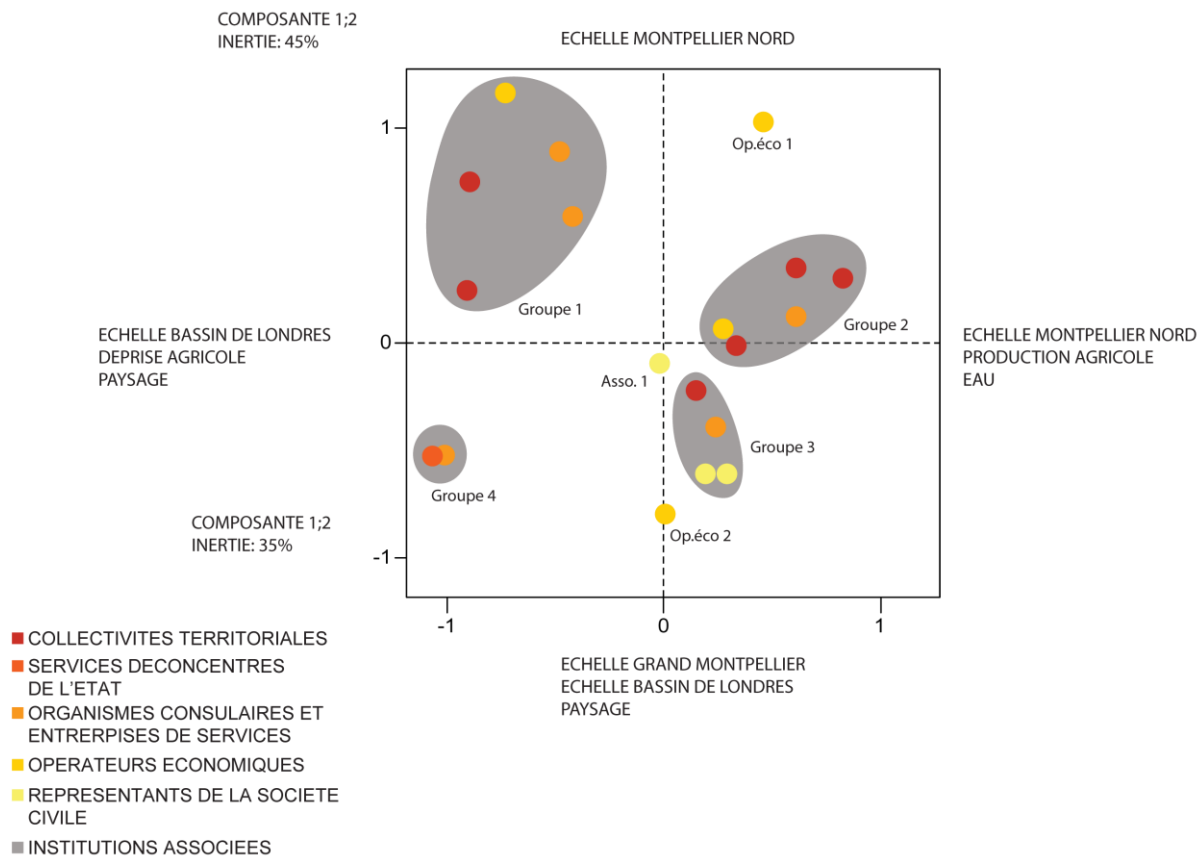 COMPOSANTE 1;2
INERTIE: 45%
ECHELLE MONTPELLIER NORD
1
Op.éco 1
Groupe 1
Groupe 2
ECHELLE BASSIN DE LONDRES
DEPRISE AGRICOLE
PAYSAGE
0
ECHELLE MONTPELLIER NORD
PRODUCTION AGRICOLE
EAU
Asso. 1
Groupe 3
Groupe 4
COMPOSANTE 1;2
INERTIE: 35%
Op.éco 2
-1
-1
0
1
ECHELLE GRAND MONTPELLIER
ECHELLE BASSIN DE LONDRES
PAYSAGE
COLLECTIVITES TERRITORIALES
SERVICES DECONCENTRES
DE L'ETAT
ORGANISMES CONSULAIRES ET
ENTRERPISES DE SERVICES
OPERATEURS ECONOMIQUES
REPRESENTANTS DE LA SOCIETE
CIVILE
INSTITUTIONS ASSOCIEES